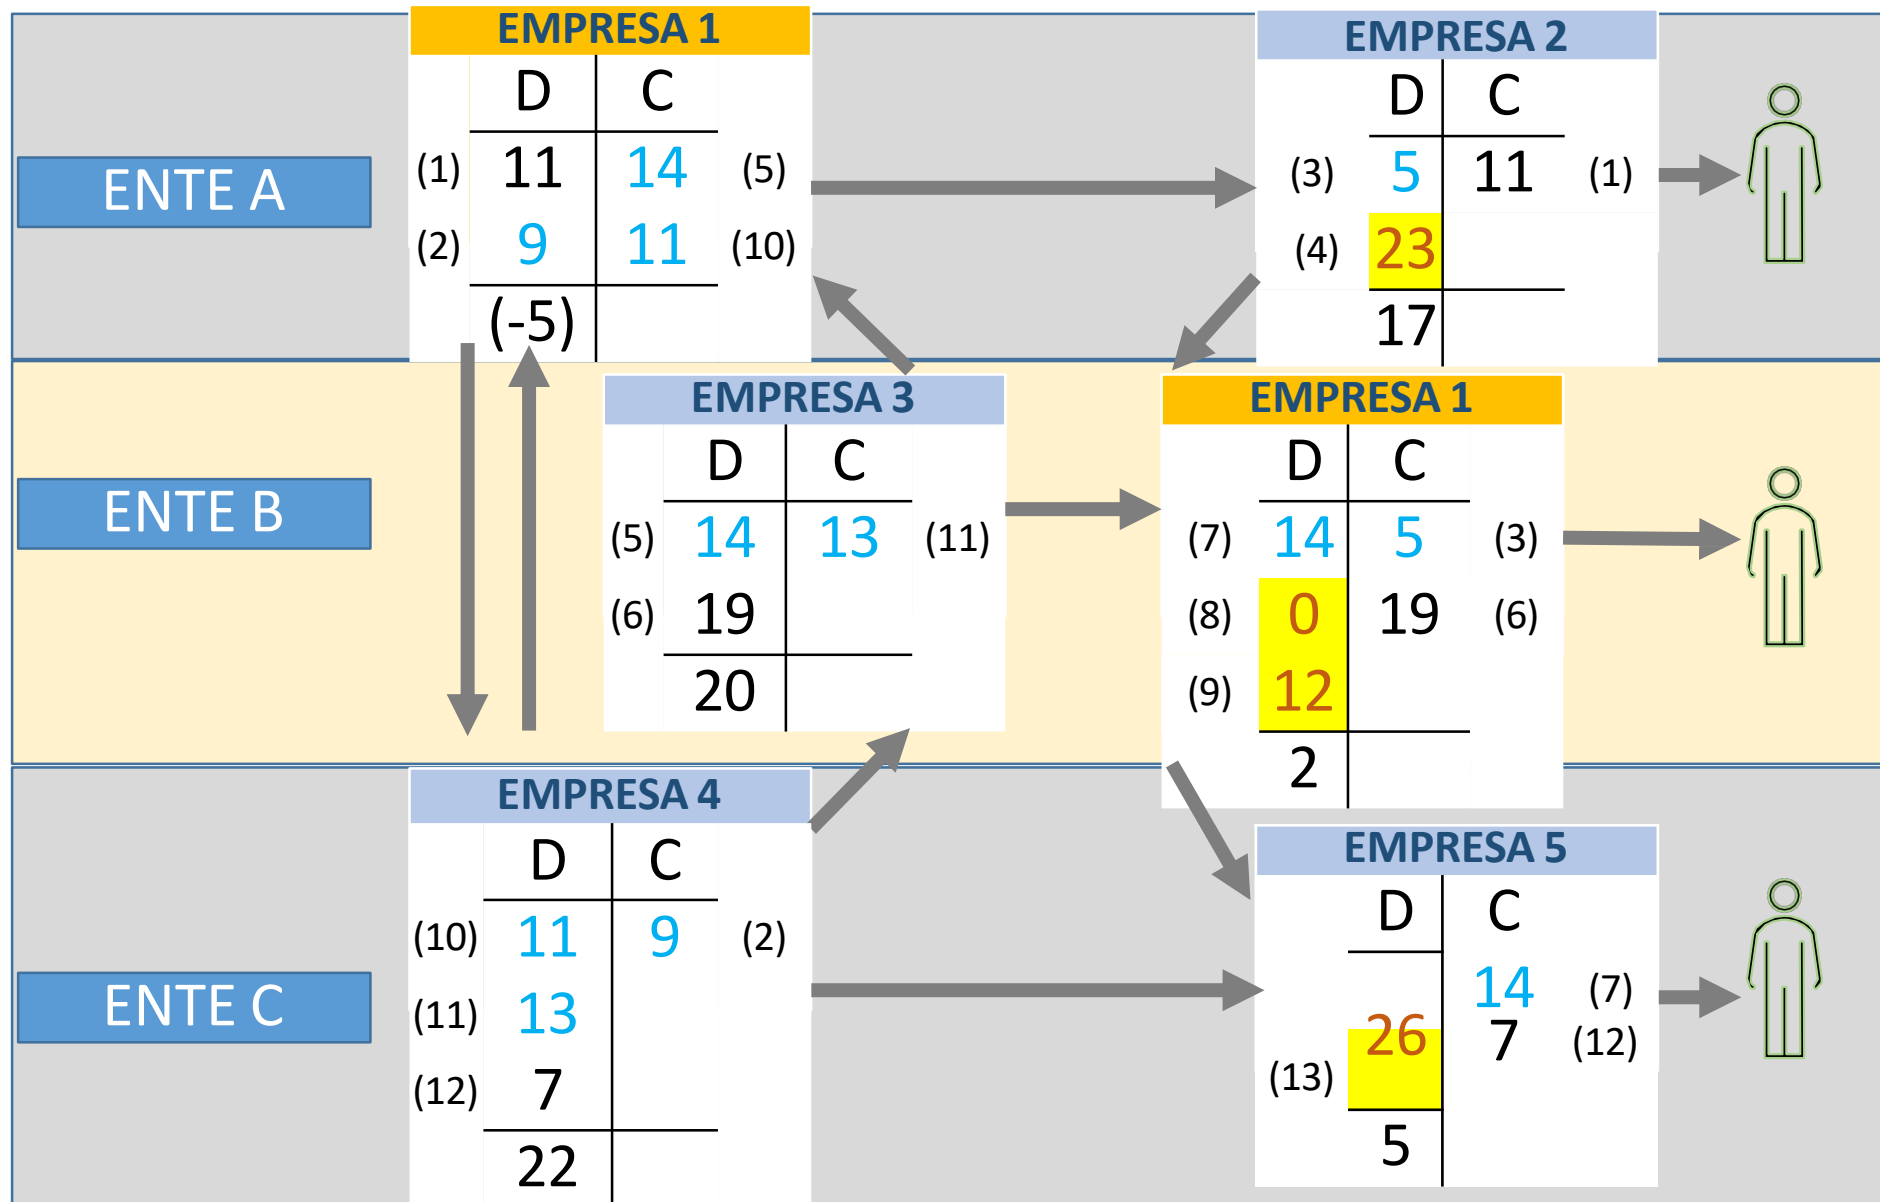 EMPRESA 1
D C
(1) 11 14 (5)
(2) 9 11 (10)
(-5)
EMPRESA 2
D C
(3) 5 11 (1)
(4) 23
17
ENTE A
EMPRESA 3
D C
(5) 14 13 (11)
(6) 19
20
EMPRESA 1
D C
(7) 14 5 (3)
(8) 0 19 (6)
(9) 12
2
ENTE B
EMPRESA 4
D C
(10) 11 9 (2)
(11) 13
(12) 7
22
EMPRESA 5
D C
14 (7)
26 7 (12)
(13)
5
ENTE C